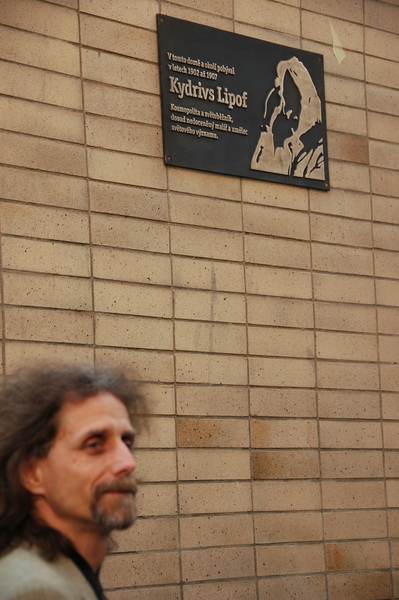 V tomto domě a okolí pobýval
v letech 1902 až 1907
Kydrivs Lipof
Kosmopolita a světoběžník,
dosud nedoceněný malíř a umělec
světového významu.